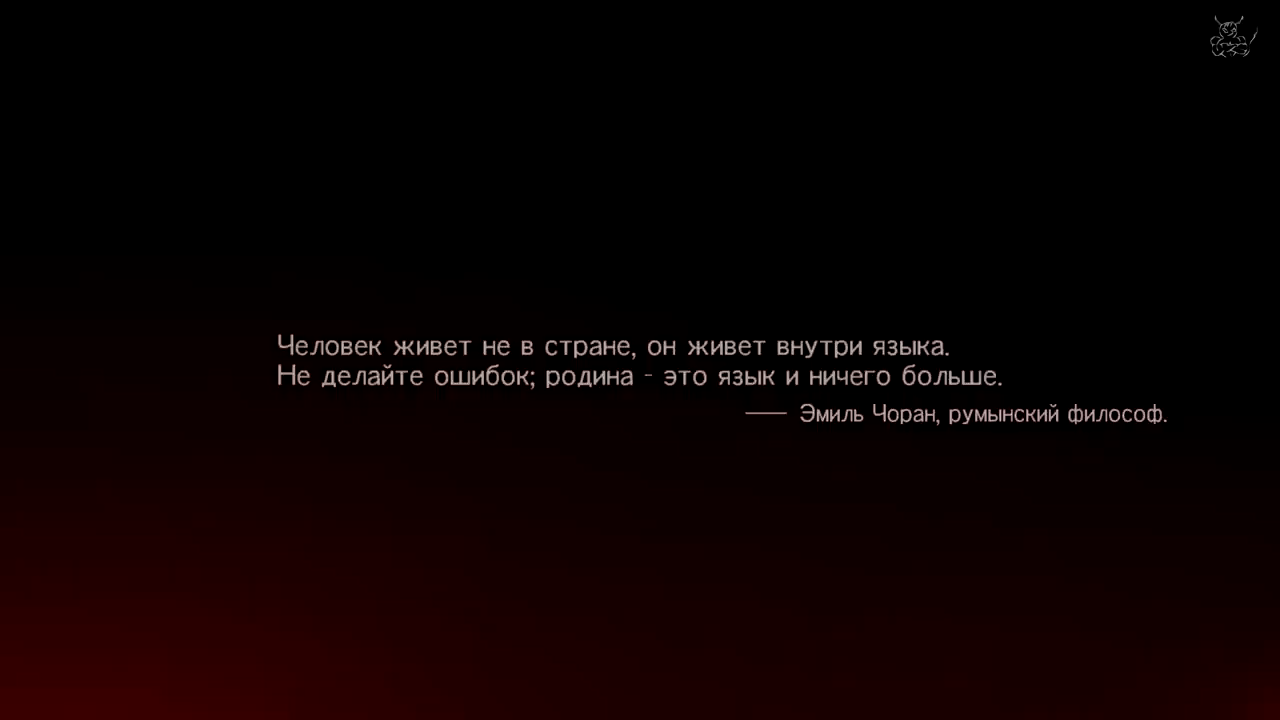 Человек живет не в стране, он живет внутри языка.
Не делайте ошибок; родина - это язык и ничего больше.
—— Эмиль Чоран, румынский философ.